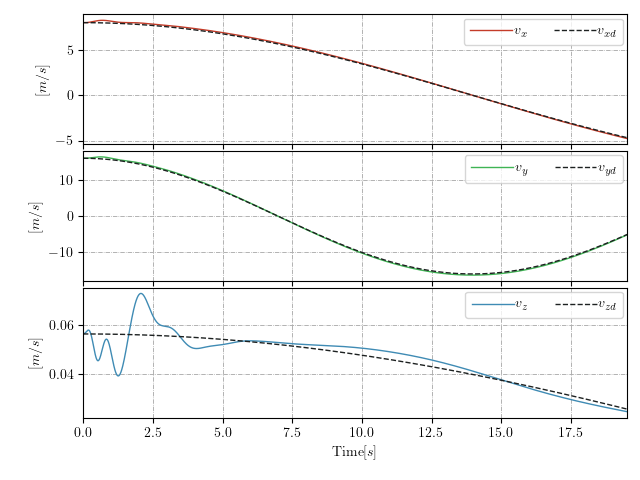 5
0
−5
[m/s]
v_x v_xd
10
0
−10
[m/s]
v_y v_yd
0.06
0.04
[m/s]
v_z v_zd
0.0 2.5 5.0 7.5 10.0 12.5 15.0 17.5
Time[s]